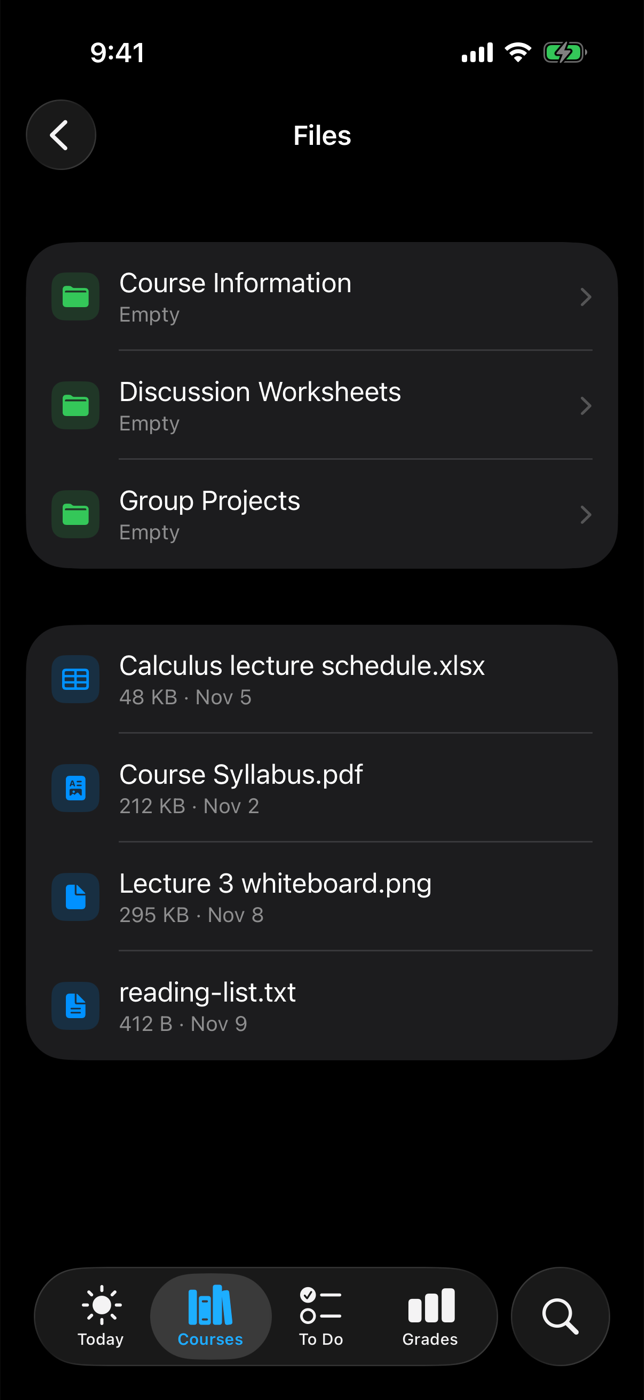 9:41
Files
Course Information
Empty
Discussion Worksheets
Empty
Group Projects
Empty
Calculus lecture schedule.xlsx
48 KB · Nov 5
Course Syllabus.pdf
212 KB · Nov 2
Lecture 3 whiteboard.png
295 KB · Nov 8
reading-list.txt
412 B · Nov 9
Today
Courses
To Do
Grades